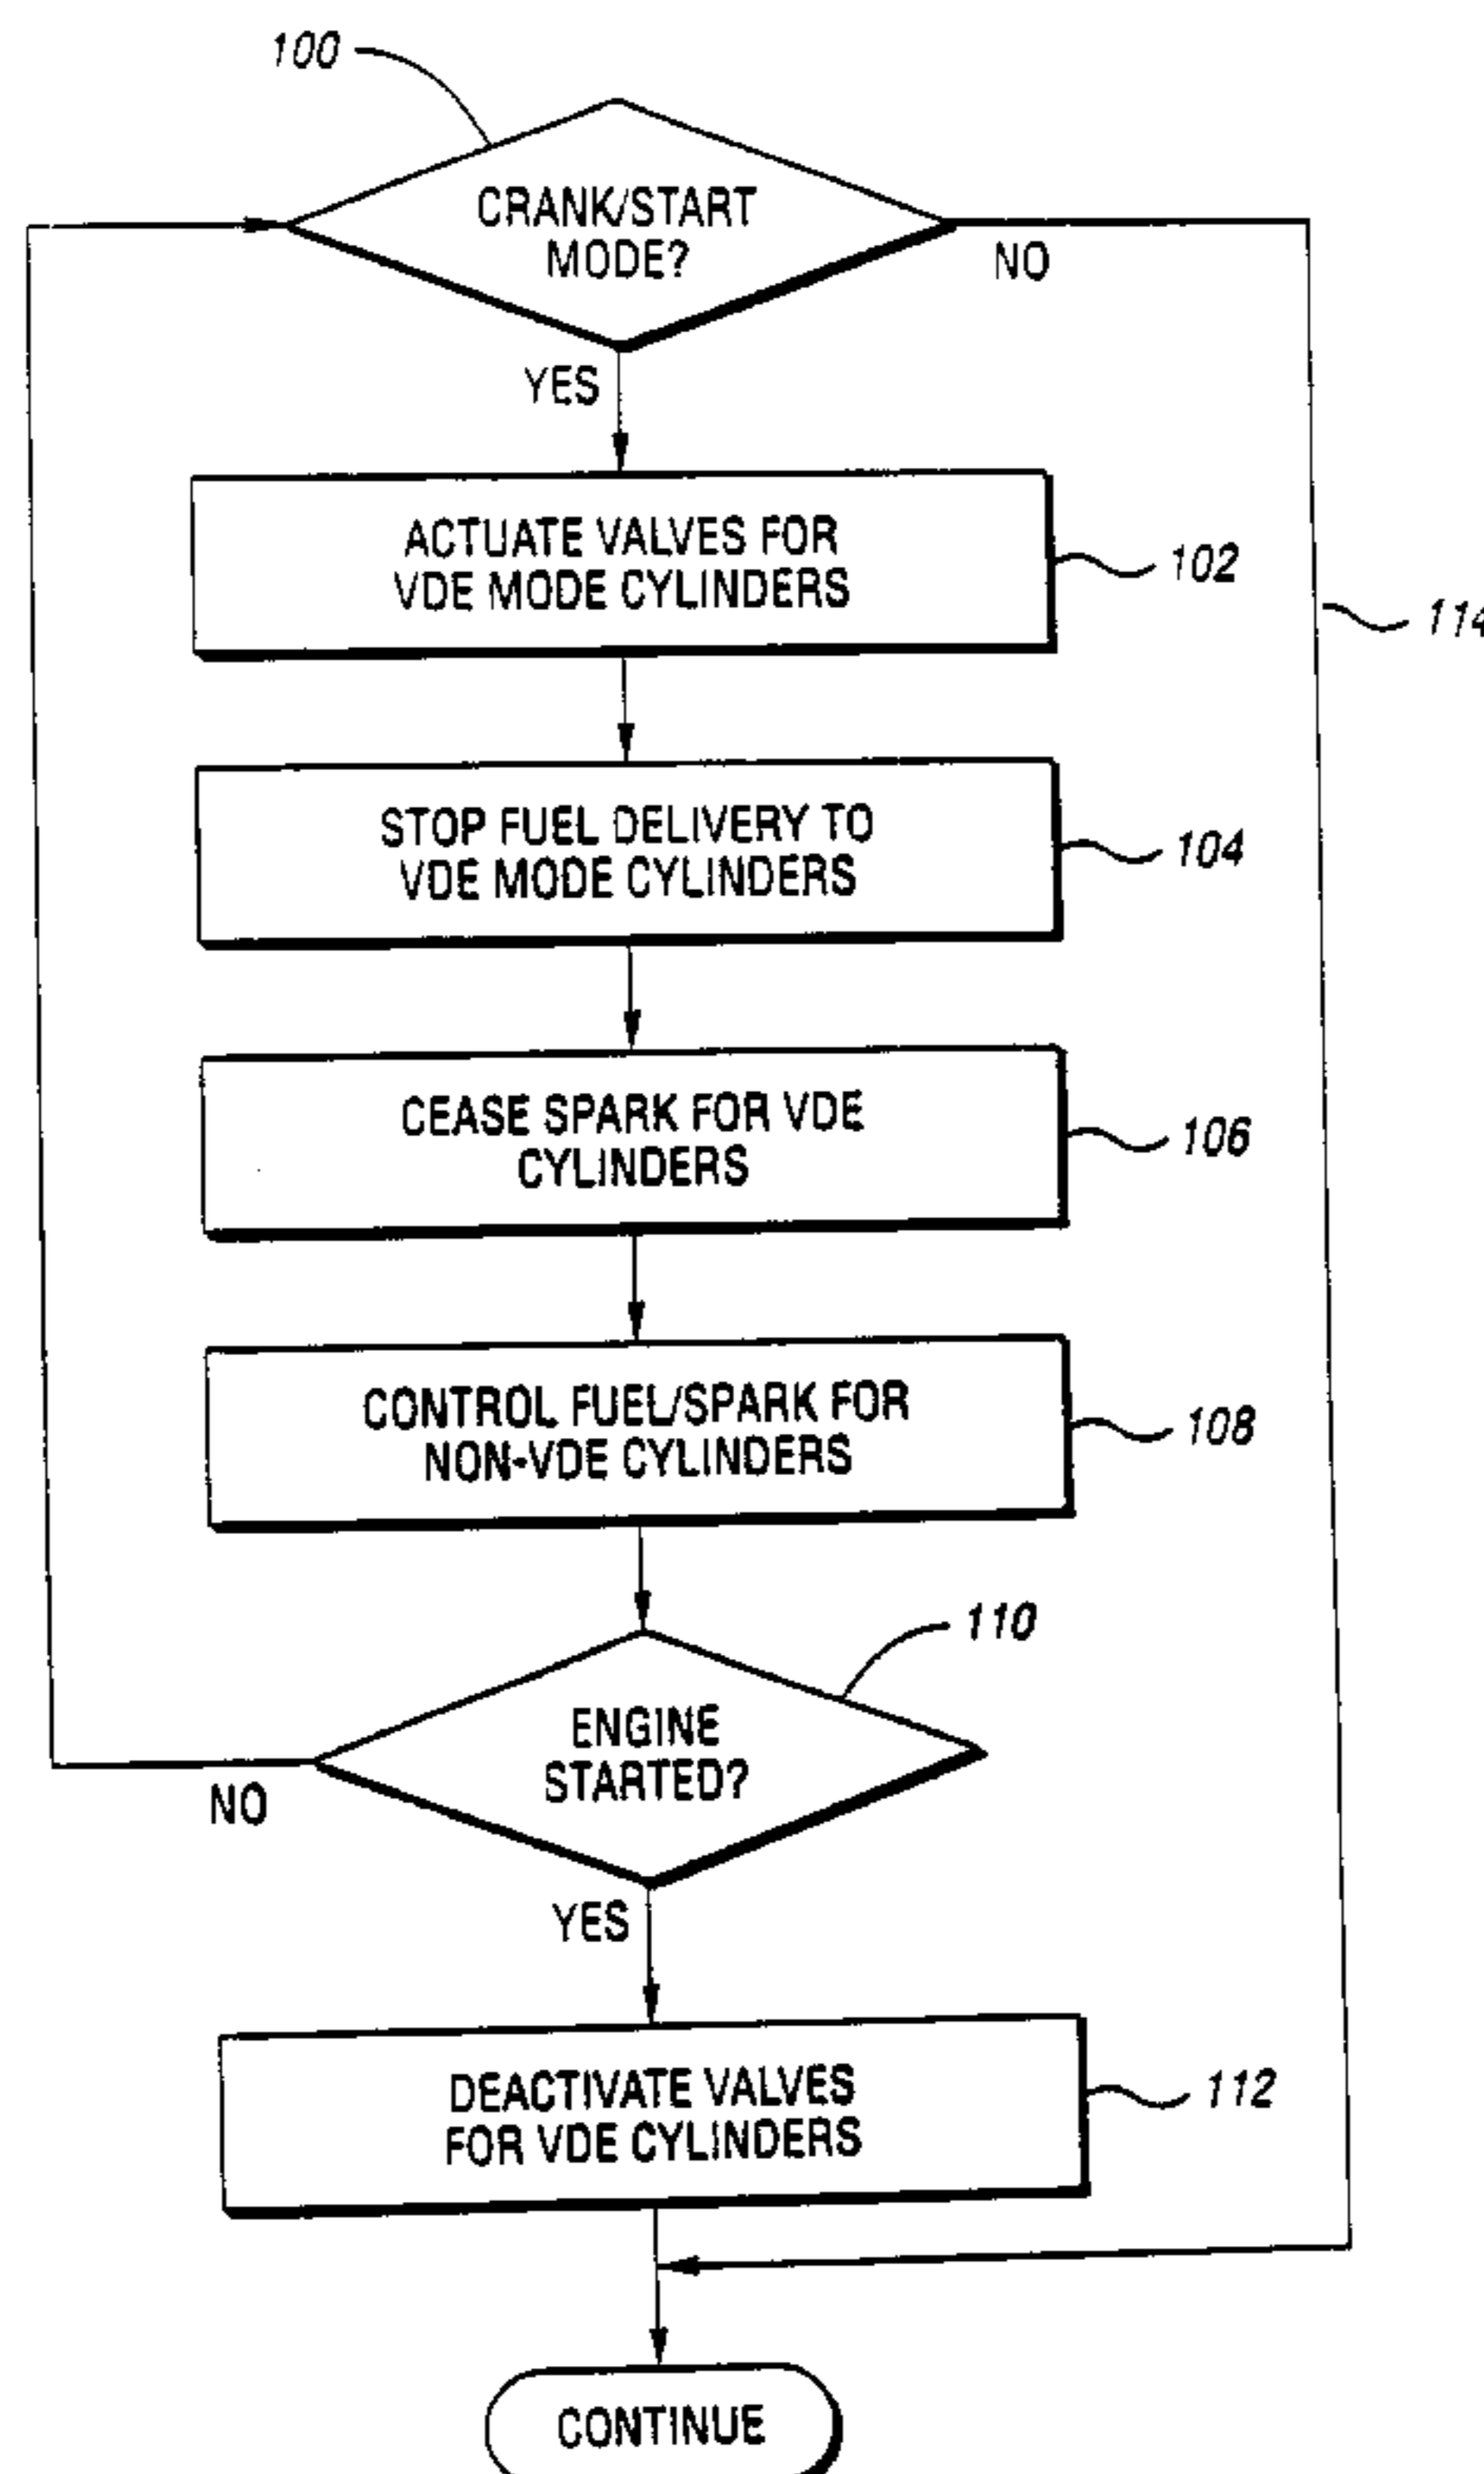 100
CRANK/START
MODE?
NO
YES
ACTUATE VALVES FOR
VDE MODE CYLINDERS
102
114
STOP FUEL DELIVERY TO
VDE MODE CYLINDERS
104
CEASE SPARK FOR VDE
CYLINDERS
106
CONTROL FUEL/SPARK FOR
NON-VDE CYLINDERS
108
110
ENGINE
STARTED?
NO
YES
DEACTIVATE VALVES
FOR VDE CYLINDERS
112
CONTINUE